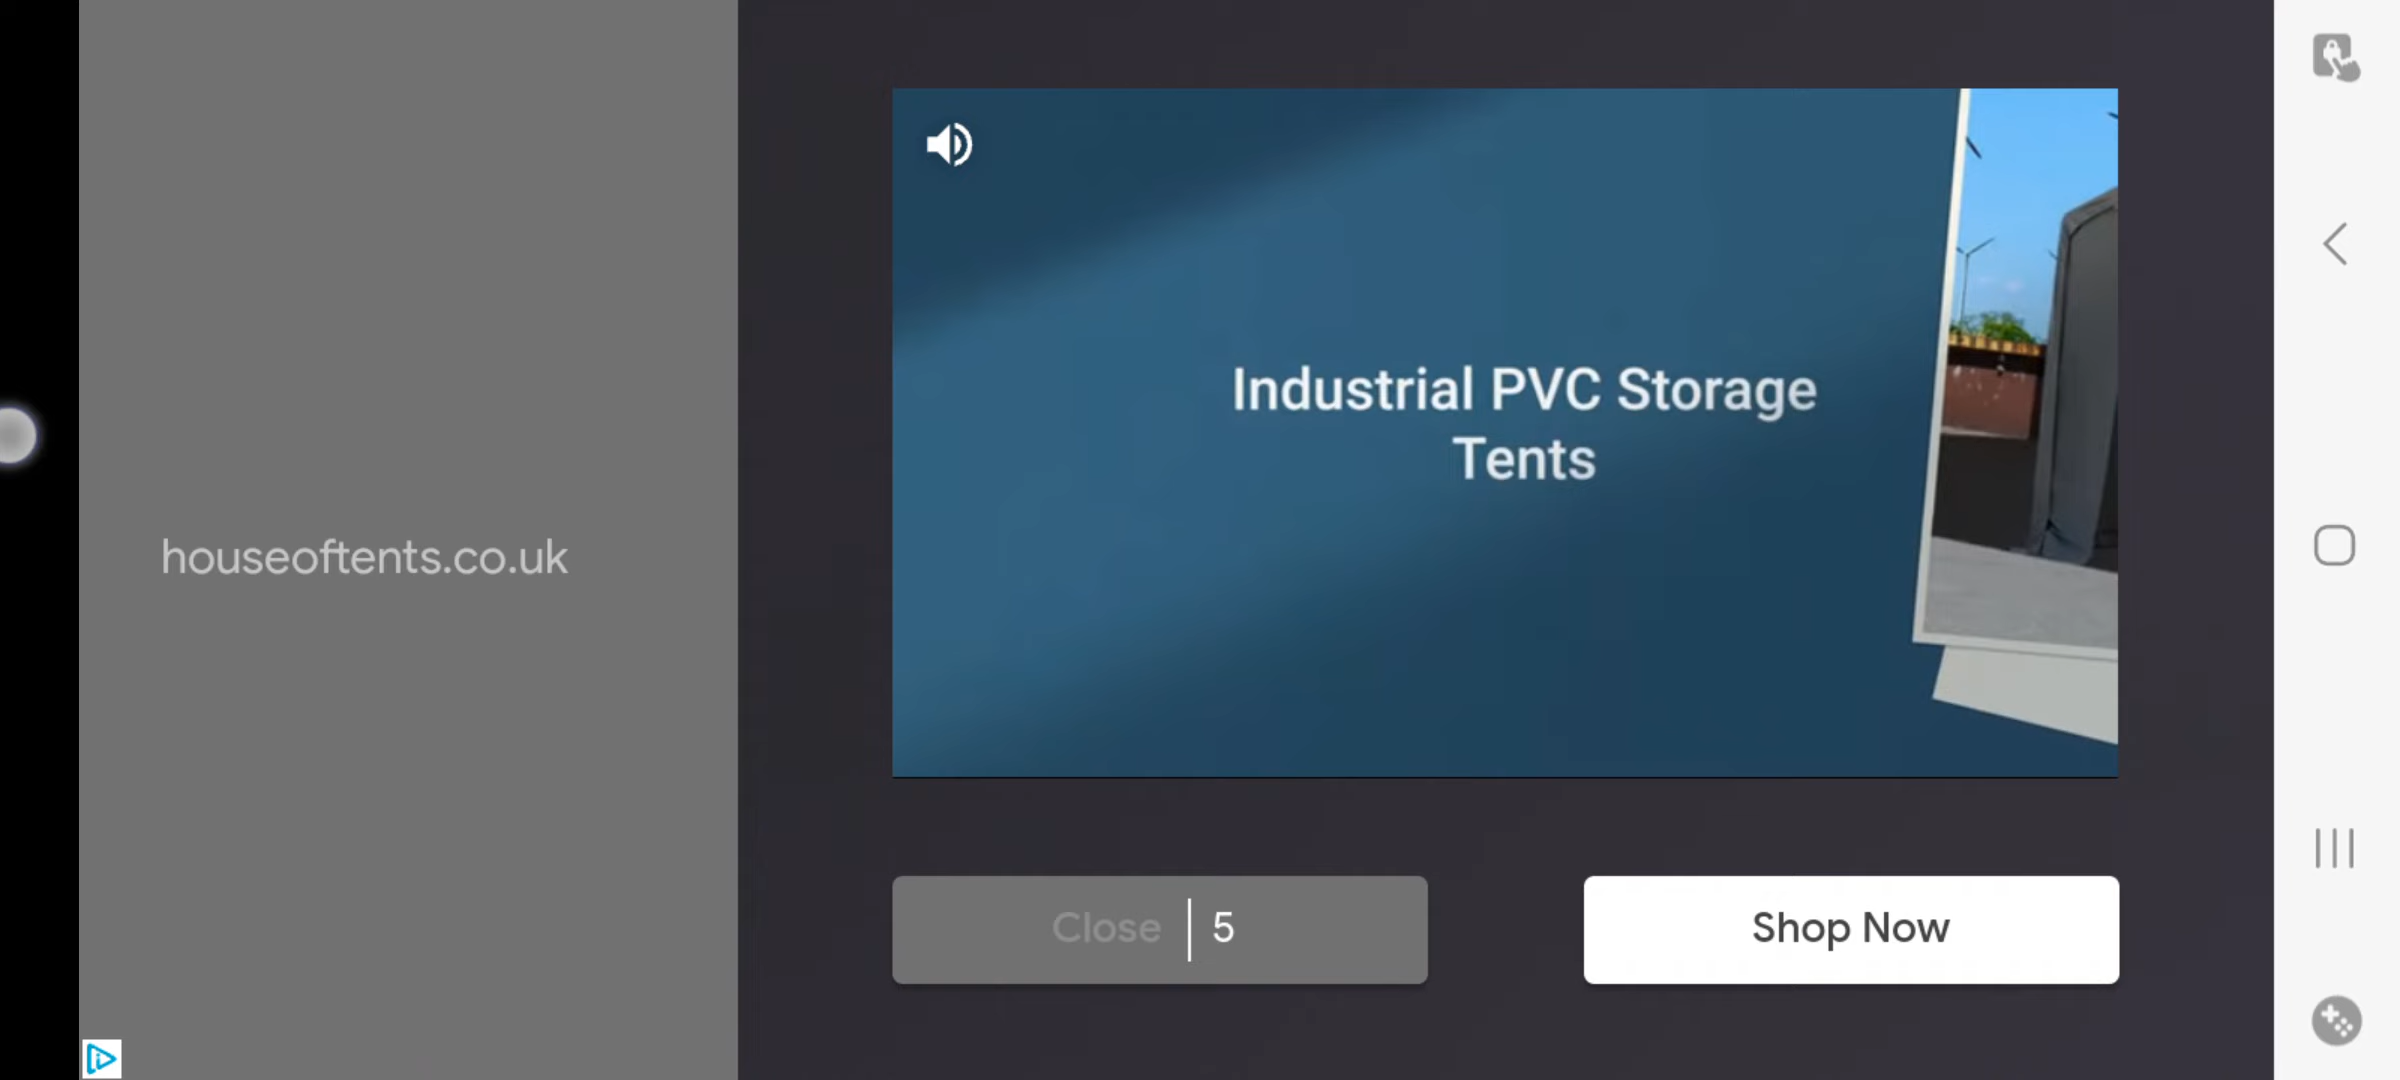 houseoftents.co.uk
Industrial PVC Storage
Tents
Close | 5
Shop Now